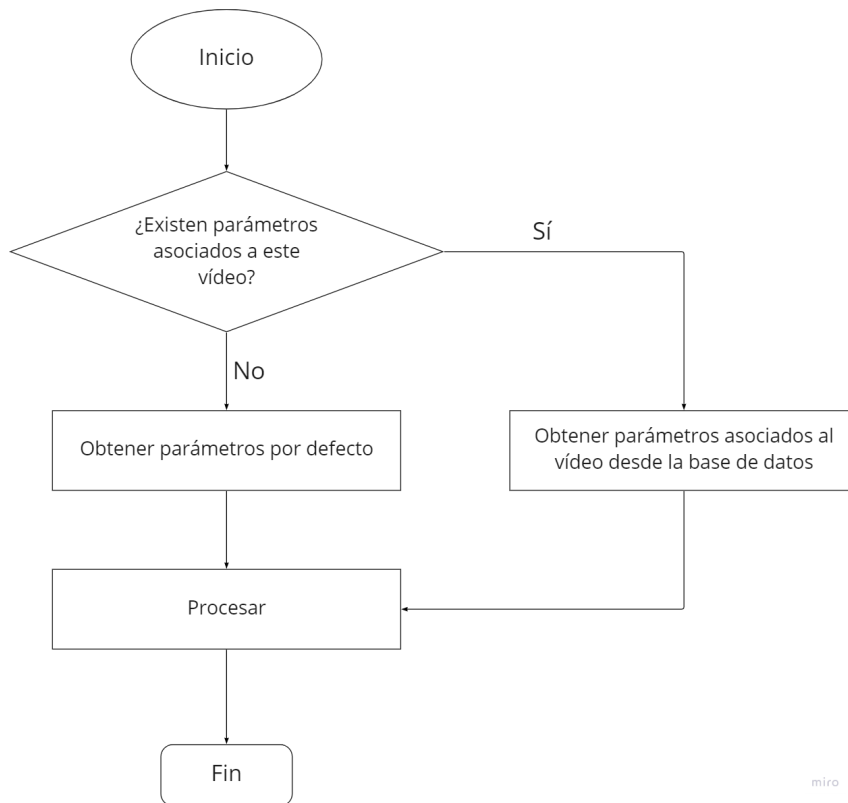 Inicio
¿Existen parámetros
asociados a este
vídeo?
Sí
No
Obtener parámetros por defecto
Obtener parámetros asociados al
vídeo desde la base de datos
Procesar
Fin
miro